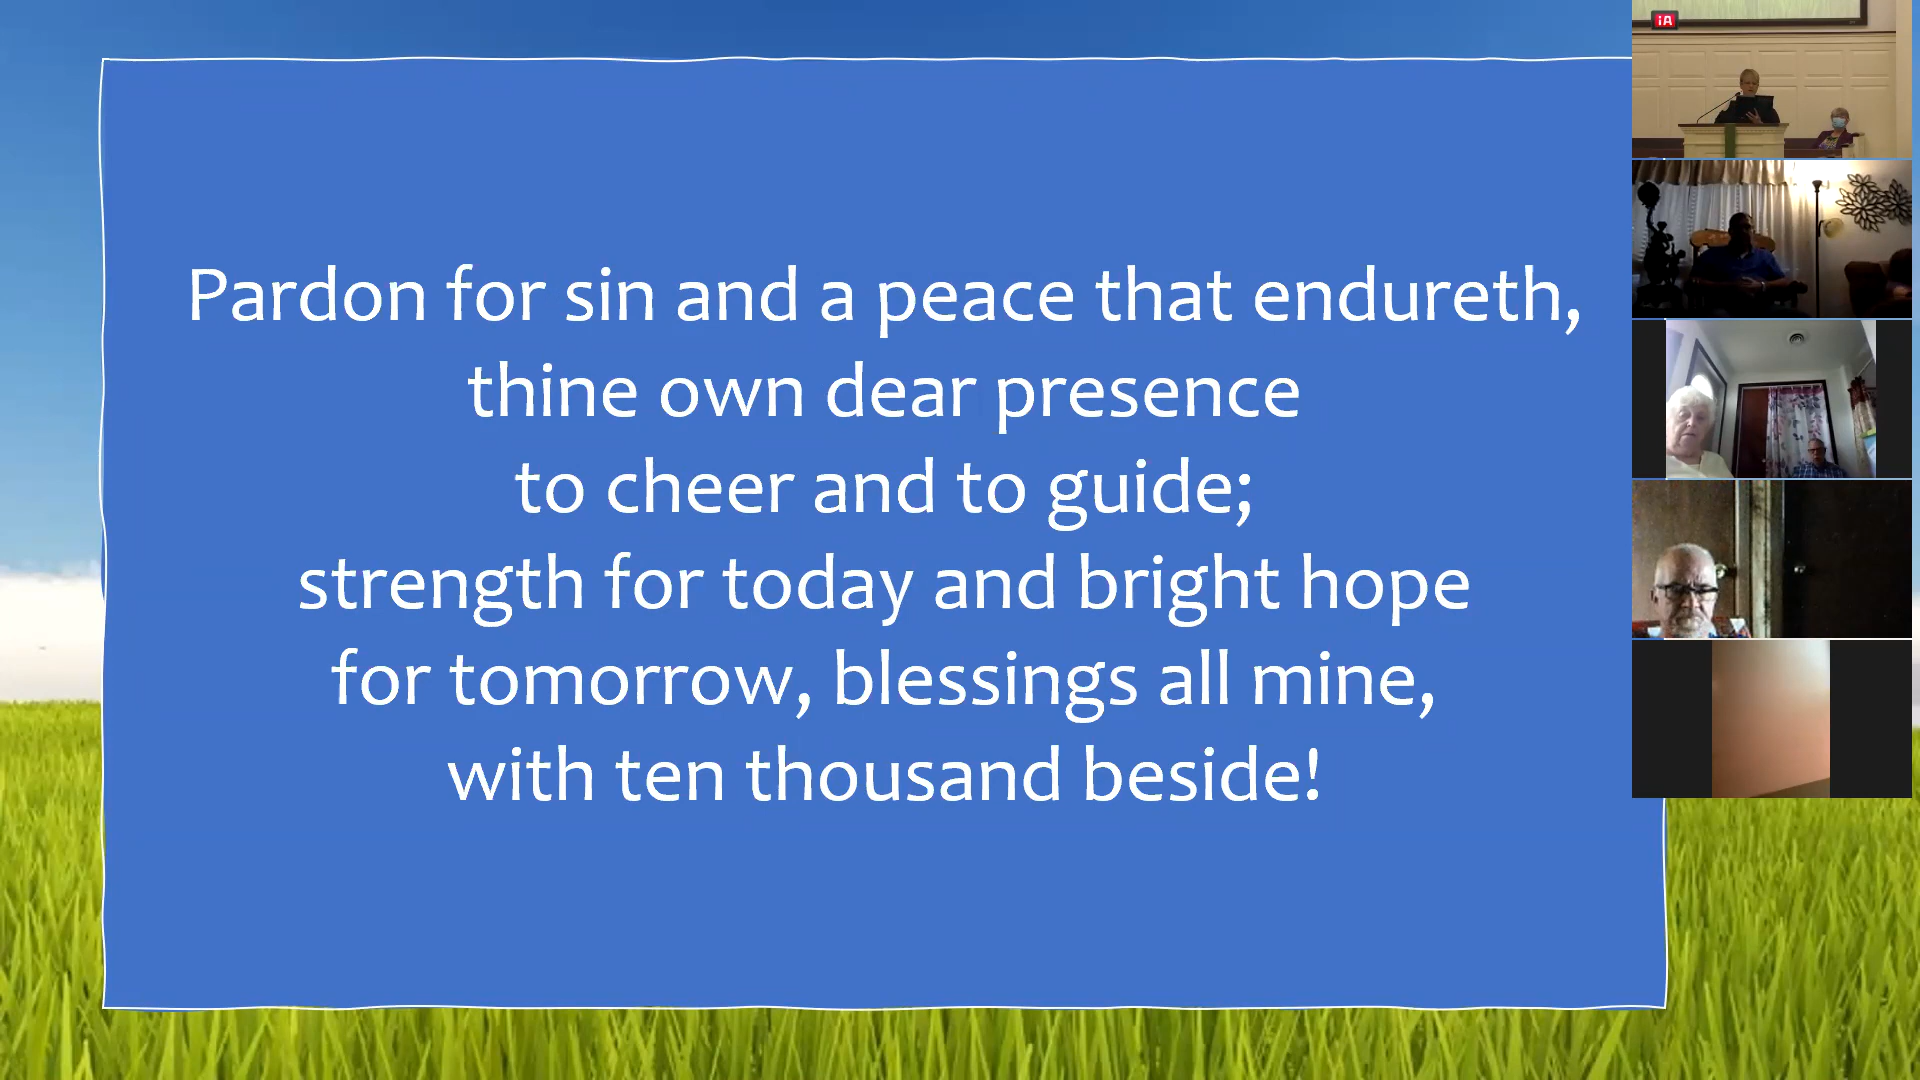 Pardon for sin and a peace that endureth,
thine own dear presence
to cheer and to guide;
strength for today and bright hope
for tomorrow, blessings all mine,
with ten thousand beside!
iA